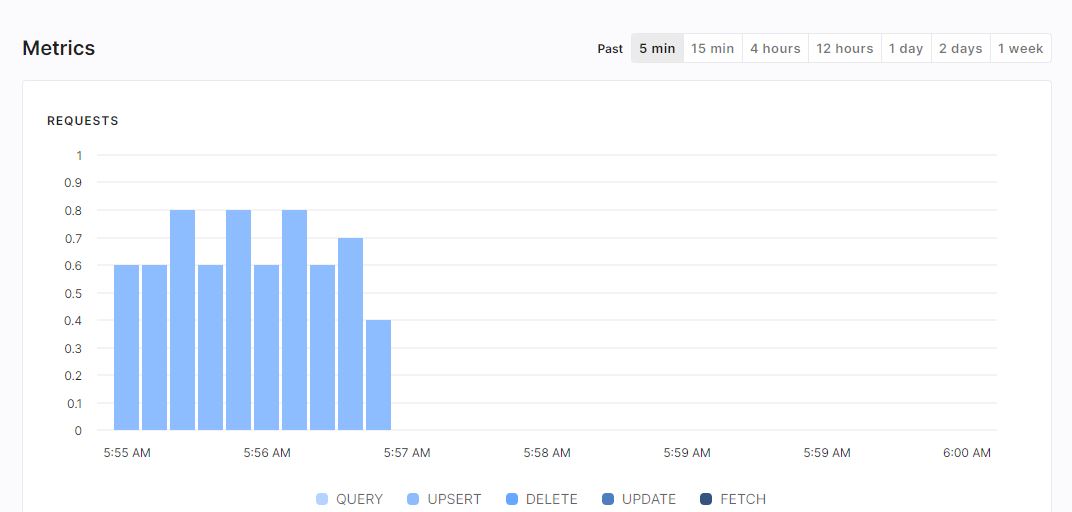 Metrics
Past 5 min 15 min 4 hours 12 hours 1 day 2 days 1 week
REQUESTS
1
0.9
0.8
0.7
0.6
0.5
0.4
0.3
0.2
0.1
0
5:55 AM 5:56 AM 5:57 AM 5:58 AM 5:59 AM 5:59 AM 6:00 AM
QUERY UPSERT DELETE UPDATE FETCH